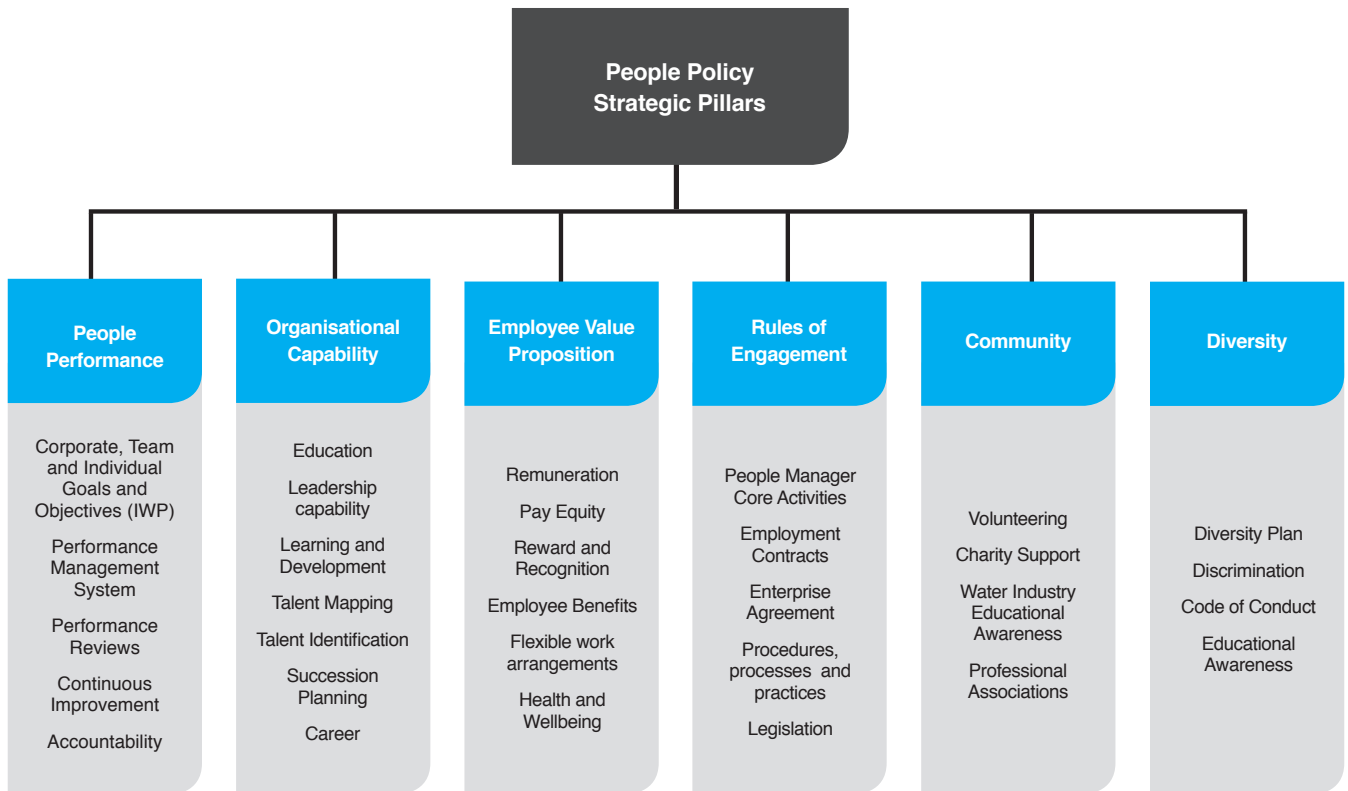 People Policy
Strategic Pillars
People
Performance
Corporate, Team
and Individual
Goals and
Objectives (IWP)
Performance
Management
System
Performance
Reviews
Continuous
Improvement
Accountability
Organisational
Capability
Education
Leadership
capability
Learning and
Development
Talent Mapping
Talent Identification
Succession
Planning
Career
Employee Value
Proposition
Remuneration
Pay Equity
Reward and
Recognition
Employee Benefits
Flexible work
arrangements
Health and
Wellbeing
Rules of
Engagement
People Manager
Core Activities
Employment
Contracts
Enterprise
Agreement
Procedures,
processes and
practices
Legislation
Community
Volunteering
Charity Support
Water Industry
Educational
Awareness
Professional
Associations
Diversity
Diversity Plan
Discrimination
Code of Conduct
Educational
Awareness